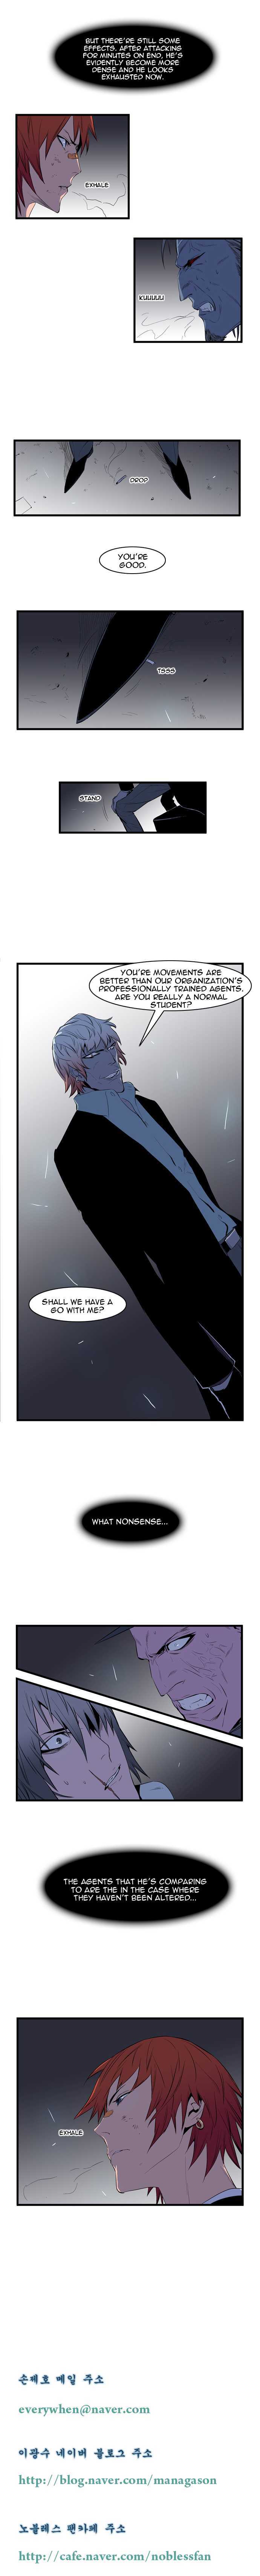 BUT THERE'RE STILL SOME
EFFECTS. AFTER ATTACKING
FOR MINUTES ON END, HE'S
EVIDENTLY BECOME MORE
DENSE AND HE LOOKS
EXHAUSTED NOW.
EXHALE
KUUUUU
DROP
YOU'RE
GOOD.
TSSS
STAND
YOU'RE MOVEMENTS ARE
BETTER THAN OUR ORGANIZATION'S
PROFESSIONALLY TRAINED AGENTS.
ARE YOU REALLY A NORMAL
STUDENT?
SHALL WE HAVE A
GO WITH ME?
WHAT NONSENSE...
THE AGENTS THAT HE'S COMPARING
TO ARE THE IN THE CASE WHERE
THEY HAVEN'T BEEN ALTERED...
EXHALE
손제호 메일 주소
everywhen@naver.com
이광수 네이버 블로그 주소
http://blog.naver.com/managason
노블레스 팬카페 주소
http://cafe.naver.com/noblessfan